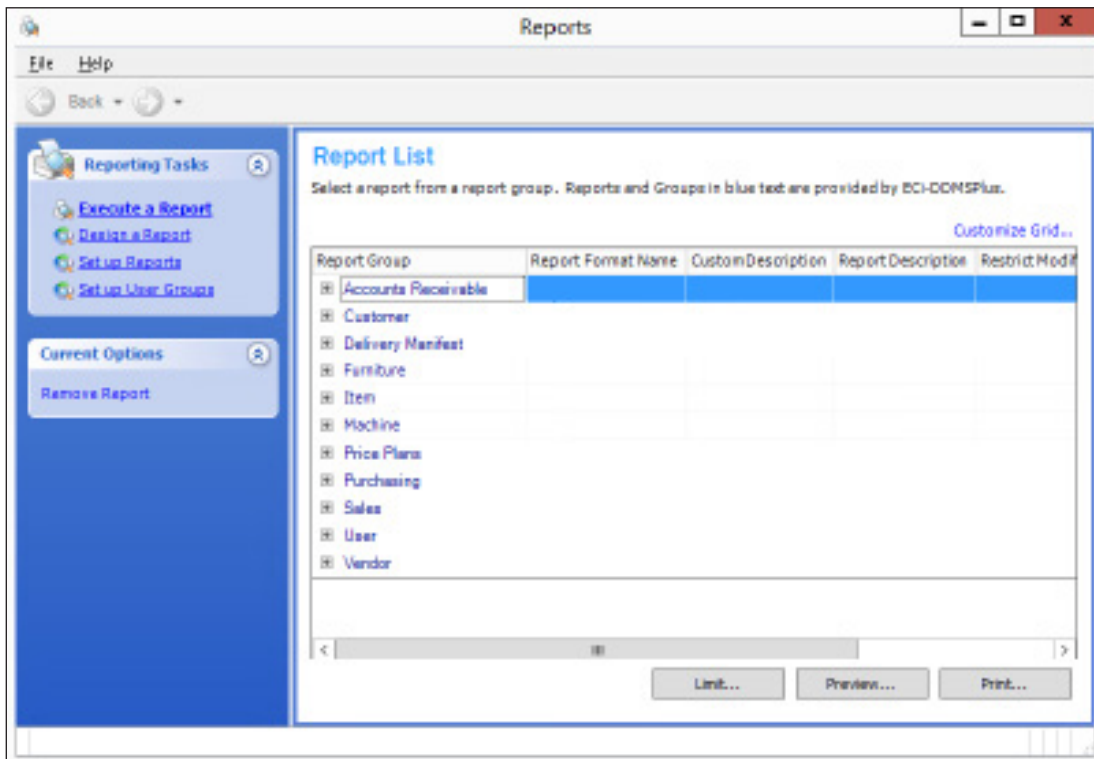 Reports
File Help
Back
Reporting Tasks
Execute a Report
Design a Report
Set up Reports
Set up User Groups
Current Options
Remove Report
Report List
Select a report from a report group. Reports and Groups in blue text are provided by ECI-DDMSPlus.
Customize Grid...
Report Group Report Format Name Custom Description Report Description Restrict Modif
Accounts Receivable
Customer
Delivery Manifest
Furniture
Item
Machine
Price Plans
Purchasing
Sales
User
Vendor
Limit... Preview... Print...